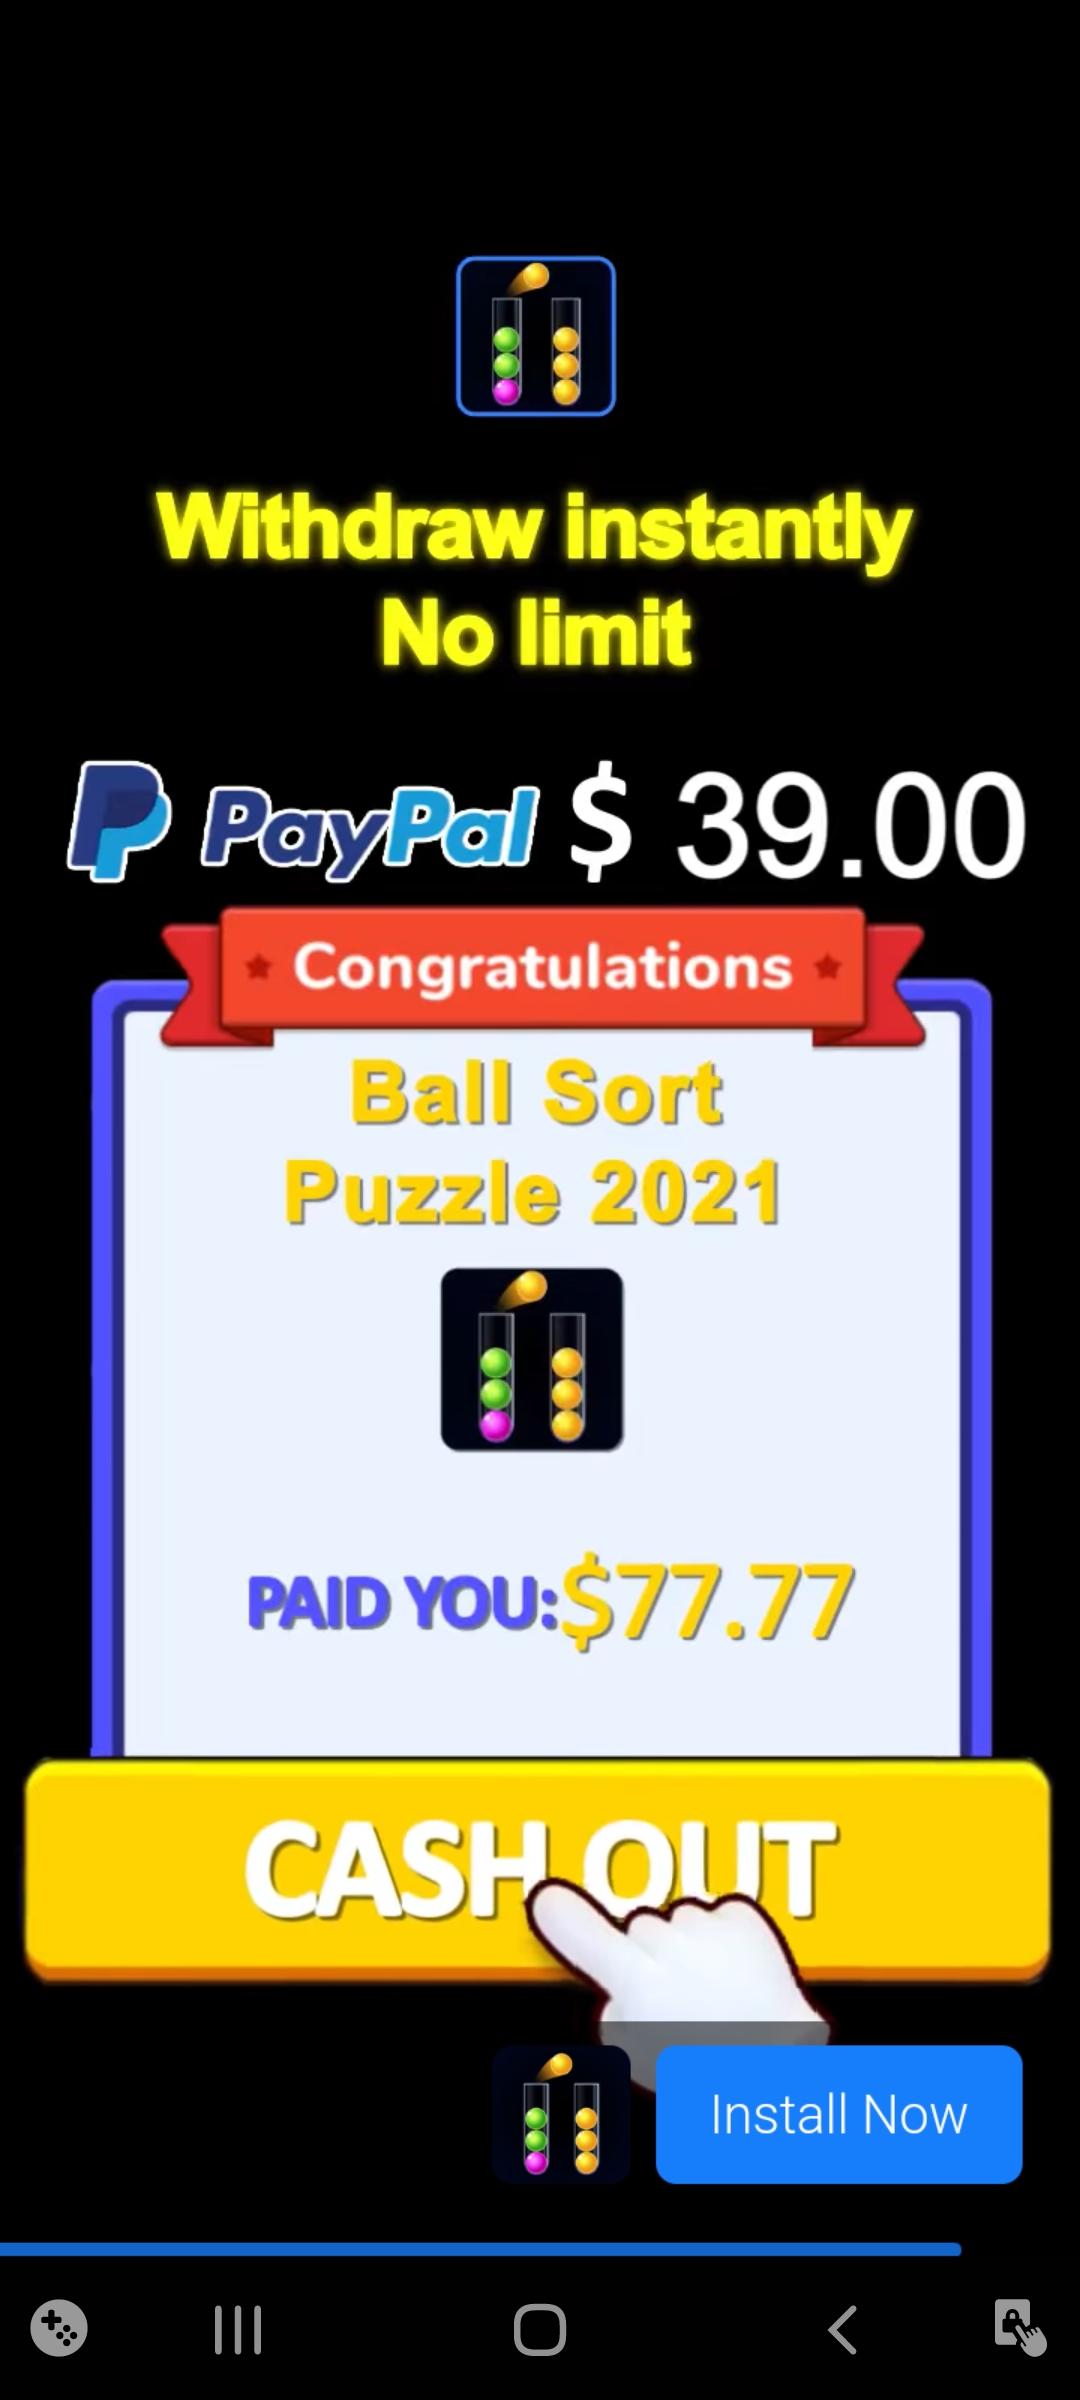 Withdraw instantly
No limit
PayPal $ 39.00
Congratulations
Ball Sort
Puzzle 2021
PAID YOU:$77.77
CASH OUT
Install Now